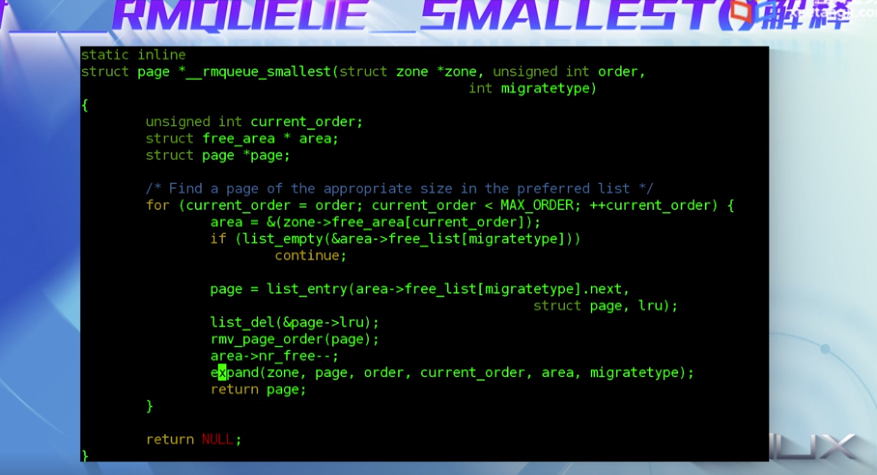 __RMQUEUE_SMALLEST()解释
static inline
struct page *__rmqueue_smallest(struct zone *zone, unsigned int order,
int migratetype)
{
unsigned int current_order;
struct free_area * area;
struct page *page;
/* Find a page of the appropriate size in the preferred list */
for (current_order = order; current_order < MAX_ORDER; ++current_order) {
area = &(zone->free_area[current_order]);
if (list_empty(&area->free_list[migratetype]))
continue;
page = list_entry(area->free_list[migratetype].next,
struct page, lru);
list_del(&page->lru);
rmv_page_order(page);
area->nr_free--;
expand(zone, page, order, current_order, area, migratetype);
return page;
}
return NULL;
}